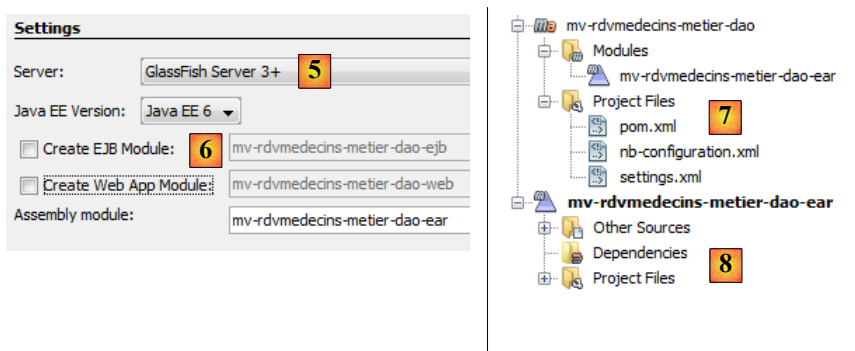 Settings
Server: GlassFish Server 3+ 5
Java EE Version: Java EE 6
Create EJB Module: 6 mv-rdvmedecins-metier-dao-ejb
Create Web App Module: mv-rdvmedecins-metier-dao-web
Assembly module: mv-rdvmedecins-metier-dao-ear
mv-rdvmedecins-metier-dao
Modules
mv-rdvmedecins-metier-dao-ear
Project Files
7
pom.xml
nb-configuration.xml
settings.xml
mv-rdvmedecins-metier-dao-ear
Other Sources
Dependencies
8
Project Files